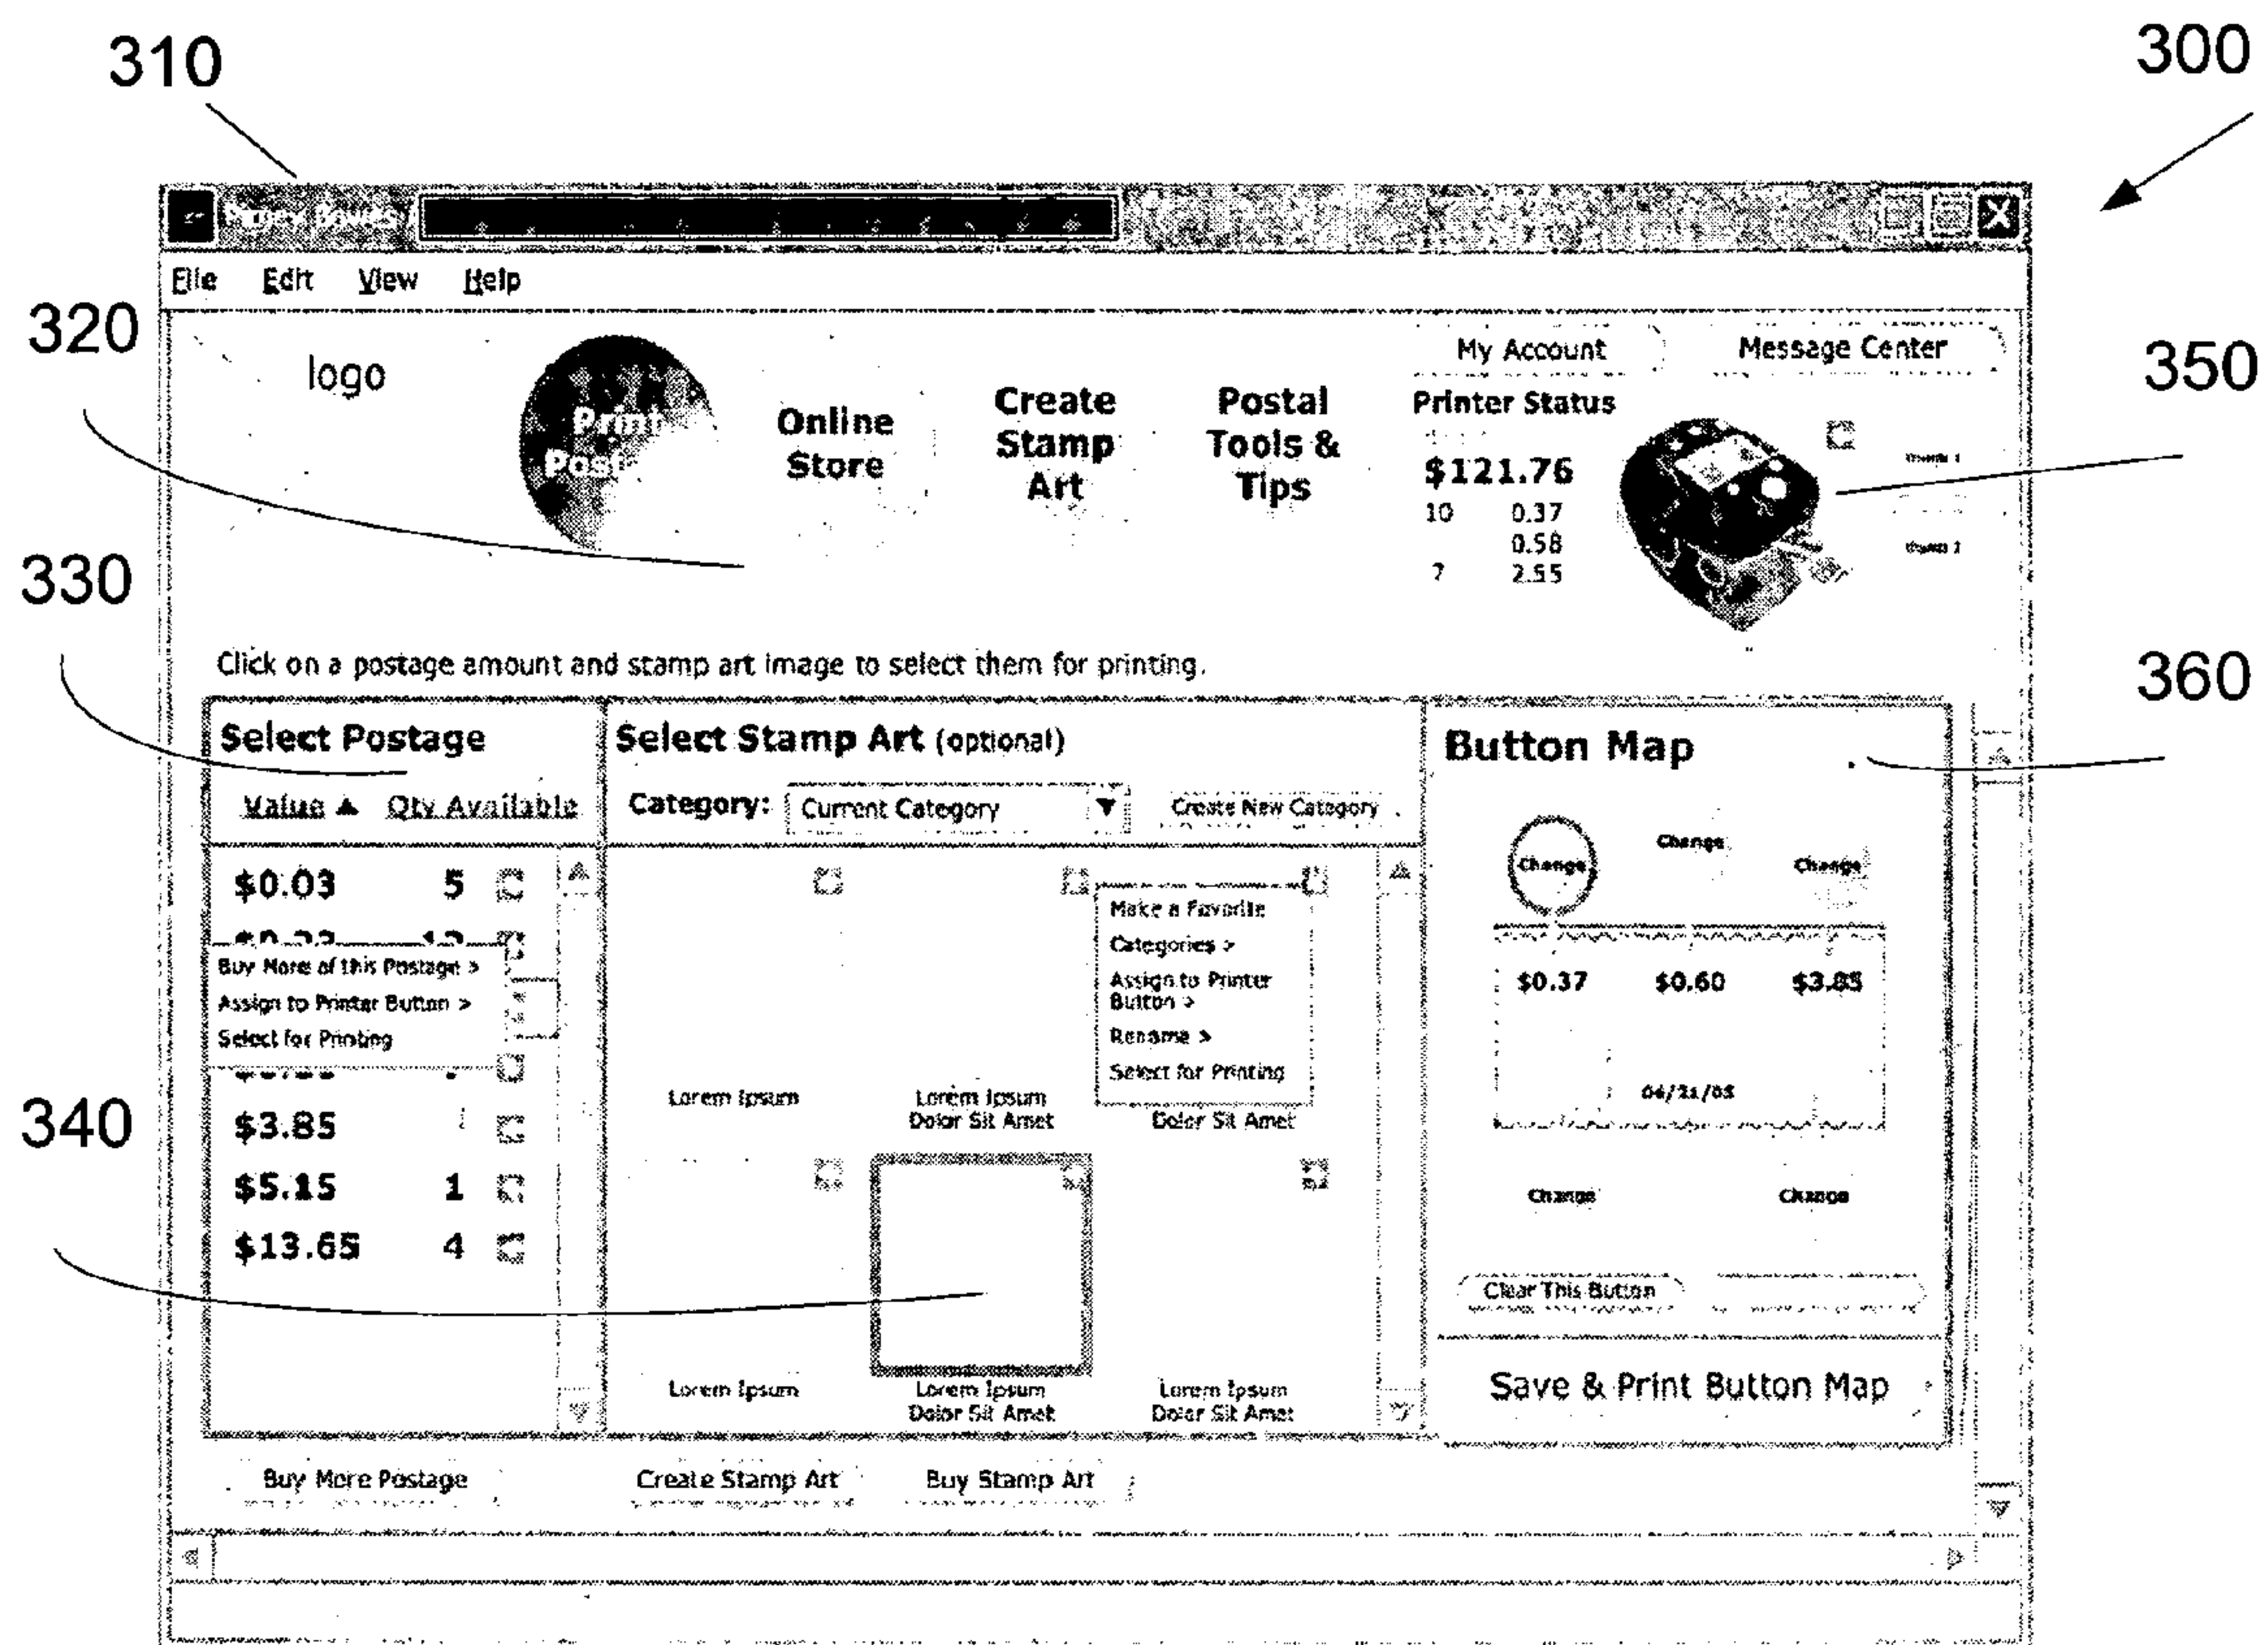 310
300
File Edit View Help
320
logo
Print
Online Store
Create Stamp Art
Postal Tools & Tips
My Account
Message Center
350
Printer Status
$121.76
10 0.37
0.58
2.55
330
Click on a postage amount and stamp art image to select them for printing.
360
Select Postage
Value ▲ Qty Available
$0.03 5
Buy More of this Postage >
Assign to Printer Button >
Select for Printing
340
$3.85
$5.15 1
$13.65 4
Select Stamp Art (optional)
Category: Current Category ▼ Create New Category
Make a Favorite
Categories >
Assign to Printer
Button >
Rename >
Select for Printing
Lorem Ipsum
Lorem Ipsum
Dolor Sit Amet
Dolor Sit Amet
Lorem Ipsum
Lorem Ipsum
Dolor Sit Amet
Lorem Ipsum
Dolor Sit Amet
Button Map
Change Change Change
$0.37 $0.60 $3.85
Change Change
Clear This Button
Save & Print Button Map
Buy More Postage
Create Stamp Art
Buy Stamp Art